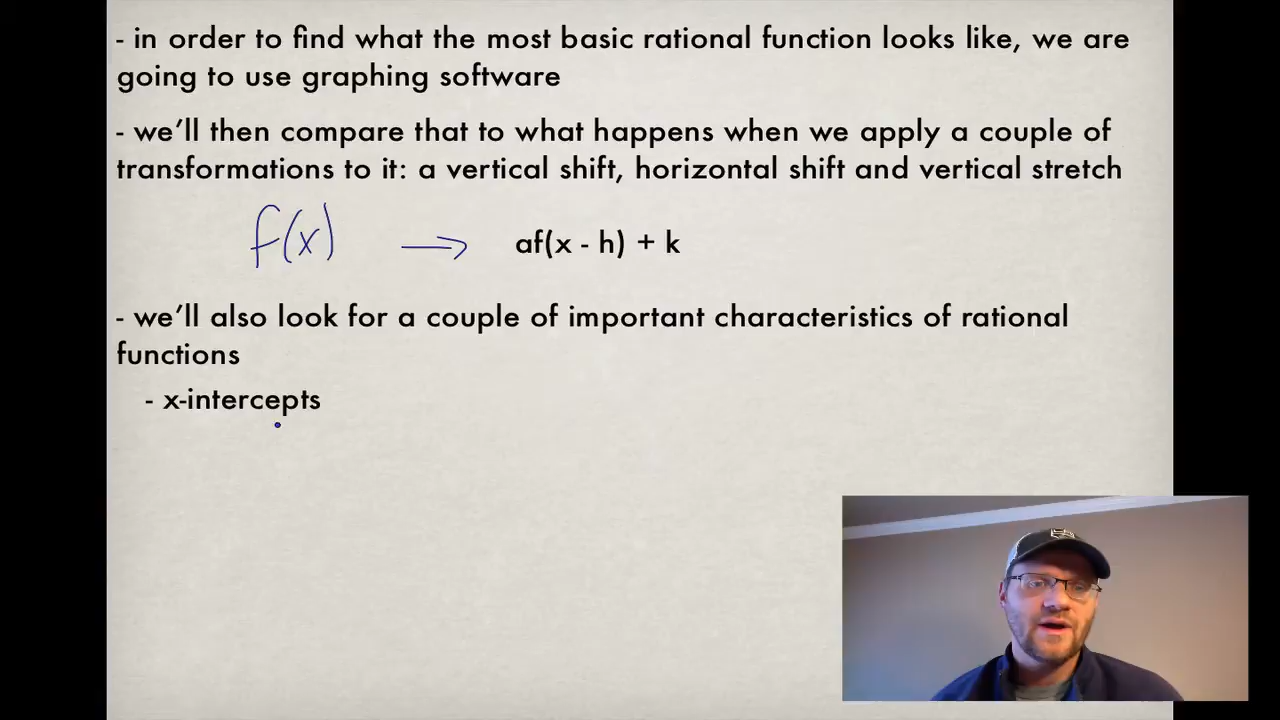 - in order to find what the most basic rational function looks like, we are
going to use graphing software
- we'll then compare that to what happens when we apply a couple of
transformations to it: a vertical shift, horizontal shift and vertical stretch
f(x) → af(x - h) + k
- we'll also look for a couple of important characteristics of rational
functions
- x-intercepts